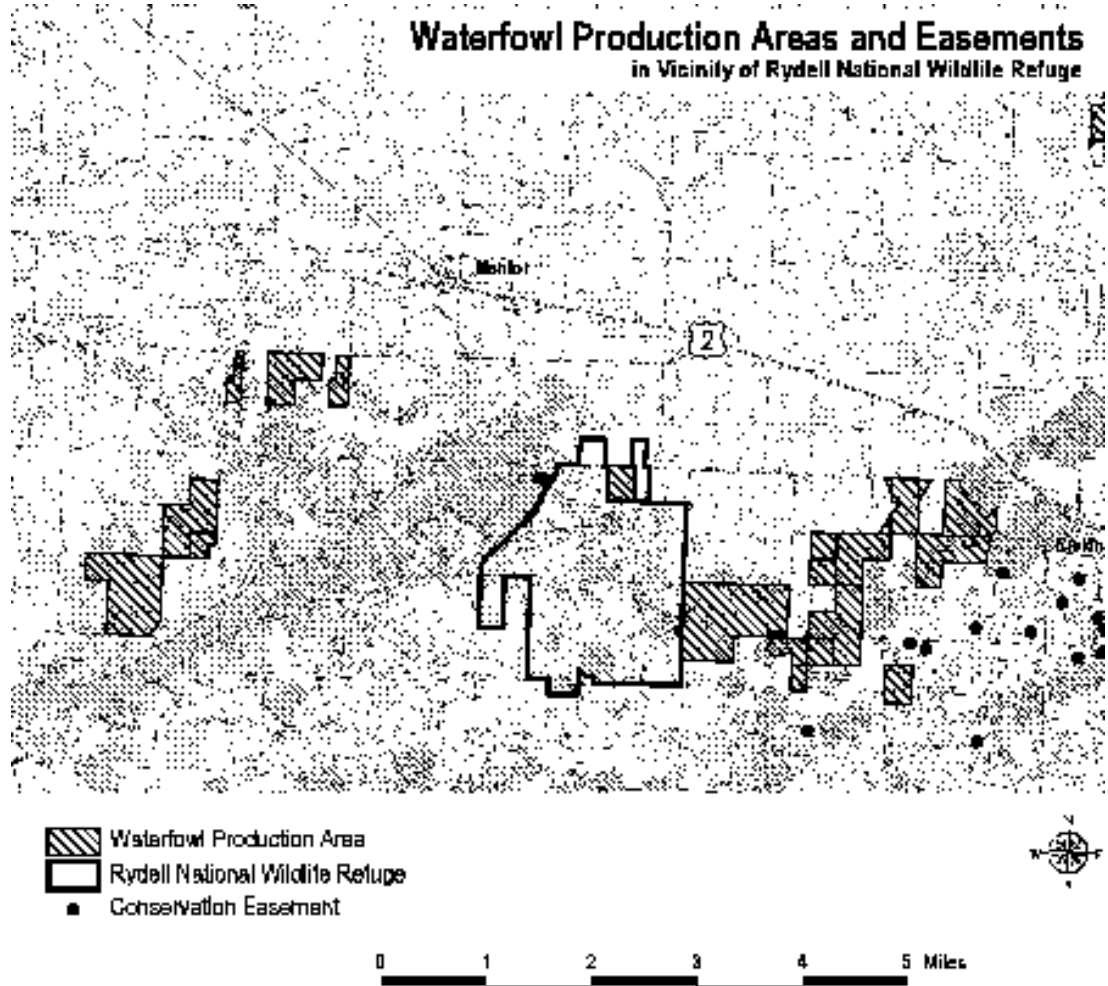 Waterfowl Production Areas and Easements
in Vicinity of Rydell National Wildlife Refuge
Mentor
2
Waterfowl Production Area
Rydell National Wildlife Refuge
Conservation Easement
N
W E
0 1 2 3 4 5 Miles